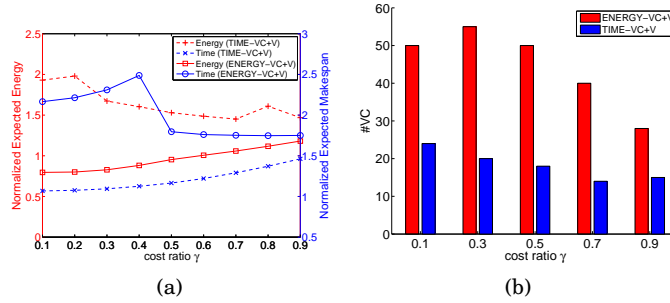 Normalized Expected Energy
2.5
2
1.5
1
0.5
0
Energy (TIME−VC+V)
Time (TIME−VC+V)
Energy (ENERGY−VC+V)
Time (ENERGY−VC+V)
3
2.5
2
1.5
1
0.5
Normalized Expected Makespan
0.1 0.2 0.3 0.4 0.5 0.6 0.7 0.8 0.9
cost ratio γ
(a)
#VC
60
50
40
30
20
10
0
ENERGY−VC+V
TIME−VC+V
0.1 0.3 0.5 0.7 0.9
cost ratio γ
(b)